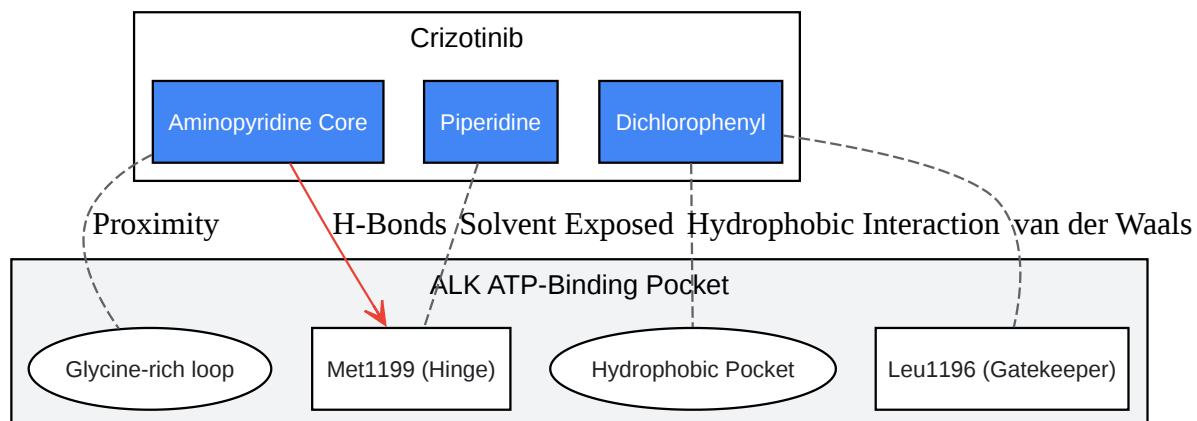 Crizotinib
Aminopyridine Core
Piperidine
Dichlorophenyl
Proximity
H-Bonds
Solvent Exposed
Hydrophobic Interaction
van der Waals
ALK ATP-Binding Pocket
Glycine-rich loop
Met1199 (Hinge)
Hydrophobic Pocket
Leu1196 (Gatekeeper)